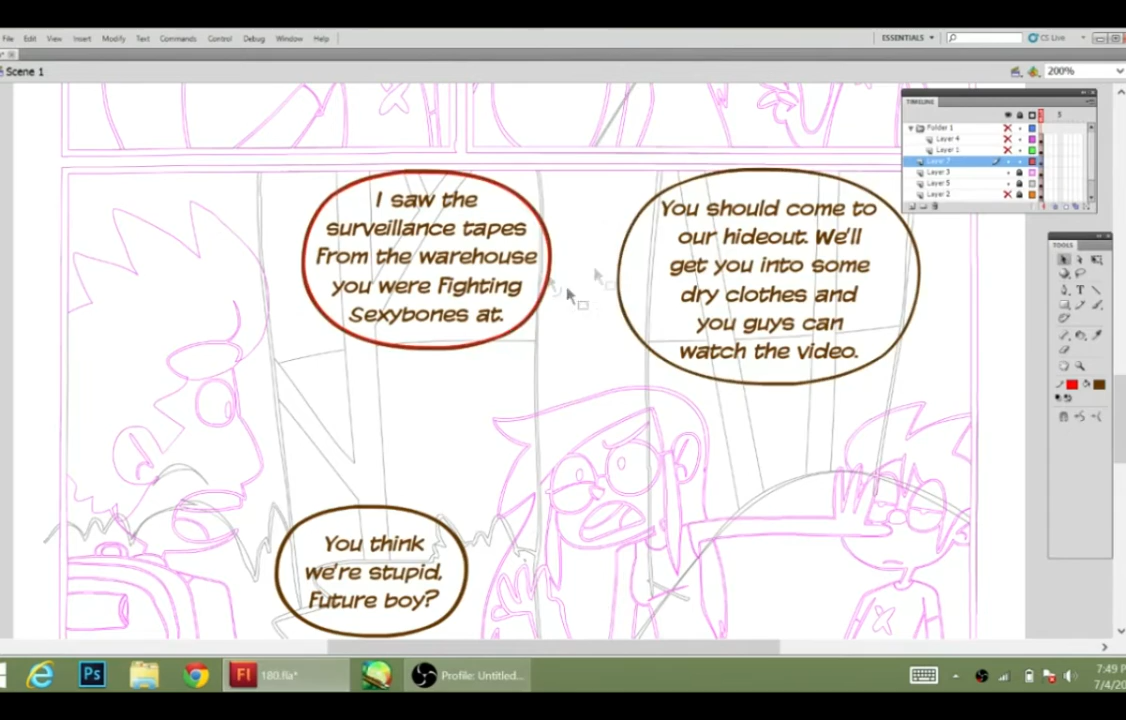 File Edit View Insert Modify Text Commands Control Debug Window Help
ESSENTIALS
CS Live
Scene 1
200%
TIMELINE
5
Folder 1
Layer 4
Layer 1
Layer 7
Layer 3
Layer 5
Layer 2
TOOLS
I saw the
surveillance tapes
From the warehouse
you were Fighting
Sexybones at.
You should come to
our hideout. We'll
get you into some
dry clothes and
you guys can
watch the video.
You think
we're stupid,
Future boy?
Ps
Fl
180.fla*
Profile: Untitled...
7:49 P
7/4/20